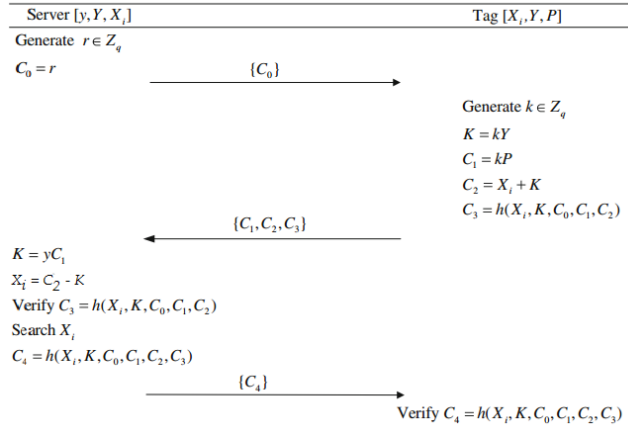 Server [y, Y, X_i]
Tag [X_i, Y, P]
Generate r ∈ Z_q
C_0 = r
{C_0}
Generate k ∈ Z_q
K = kY
C_1 = kP
C_2 = X_i + K
C_3 = h(X_i, K, C_0, C_1, C_2)
{C_1, C_2, C_3}
K = yC_1
X_i = C_2 - K
Verify C_3 = h(X_i, K, C_0, C_1, C_2)
Search X_i
C_4 = h(X_i, K, C_0, C_1, C_2, C_3)
{C_4}
Verify C_4 = h(X_i, K, C_0, C_1, C_2, C_3)